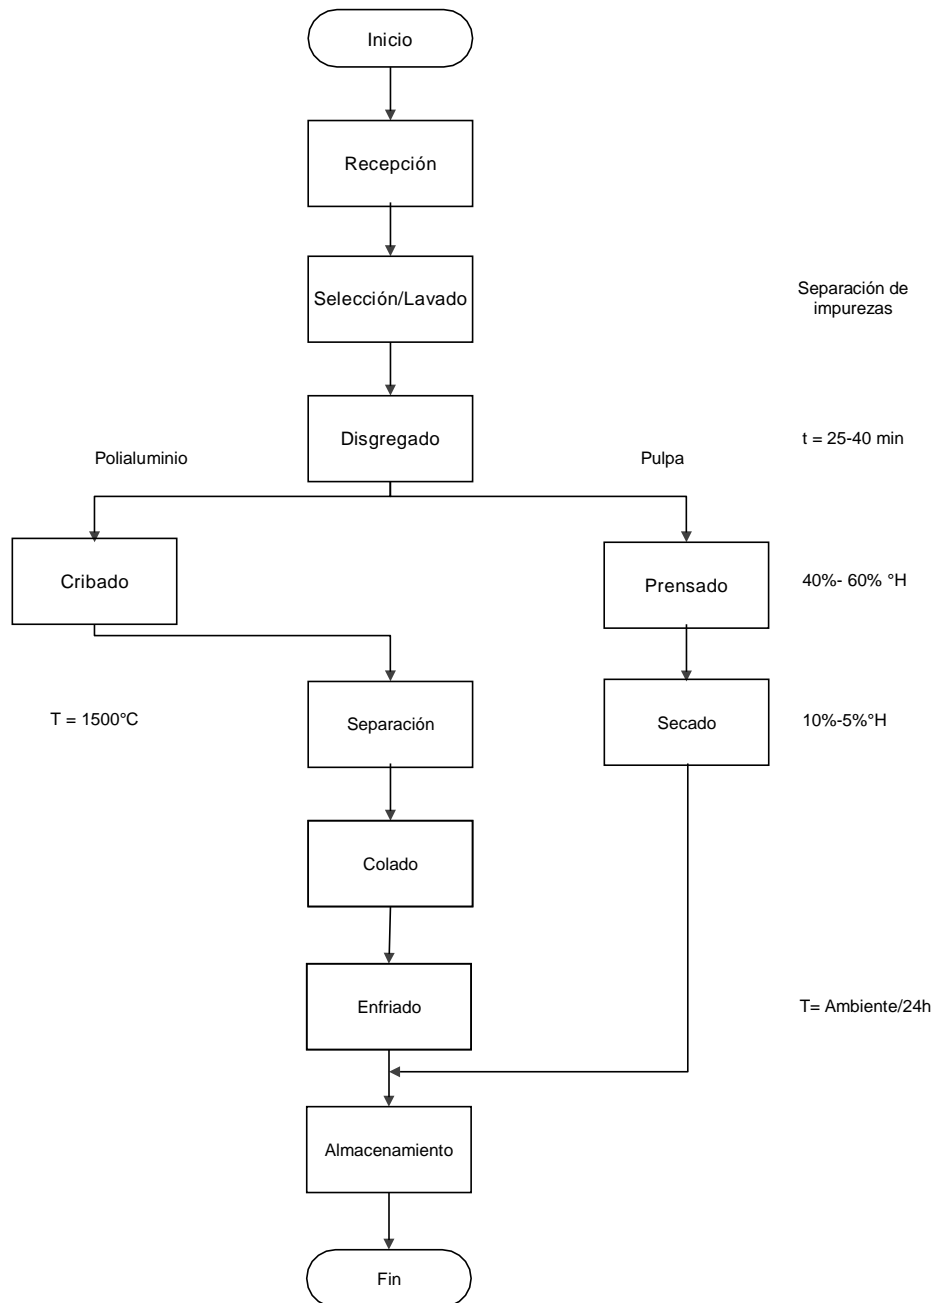 Inicio
Recepción
Selección/Lavado
Separación de
impurezas
Disgregado
t = 25-40 min
Polialuminio
Pulpa
Cribado
Prensado
40%- 60% °H
T = 1500°C
Separación
Secado
10%-5%°H
Colado
Enfriado
T= Ambiente/24h
Almacenamiento
Fin